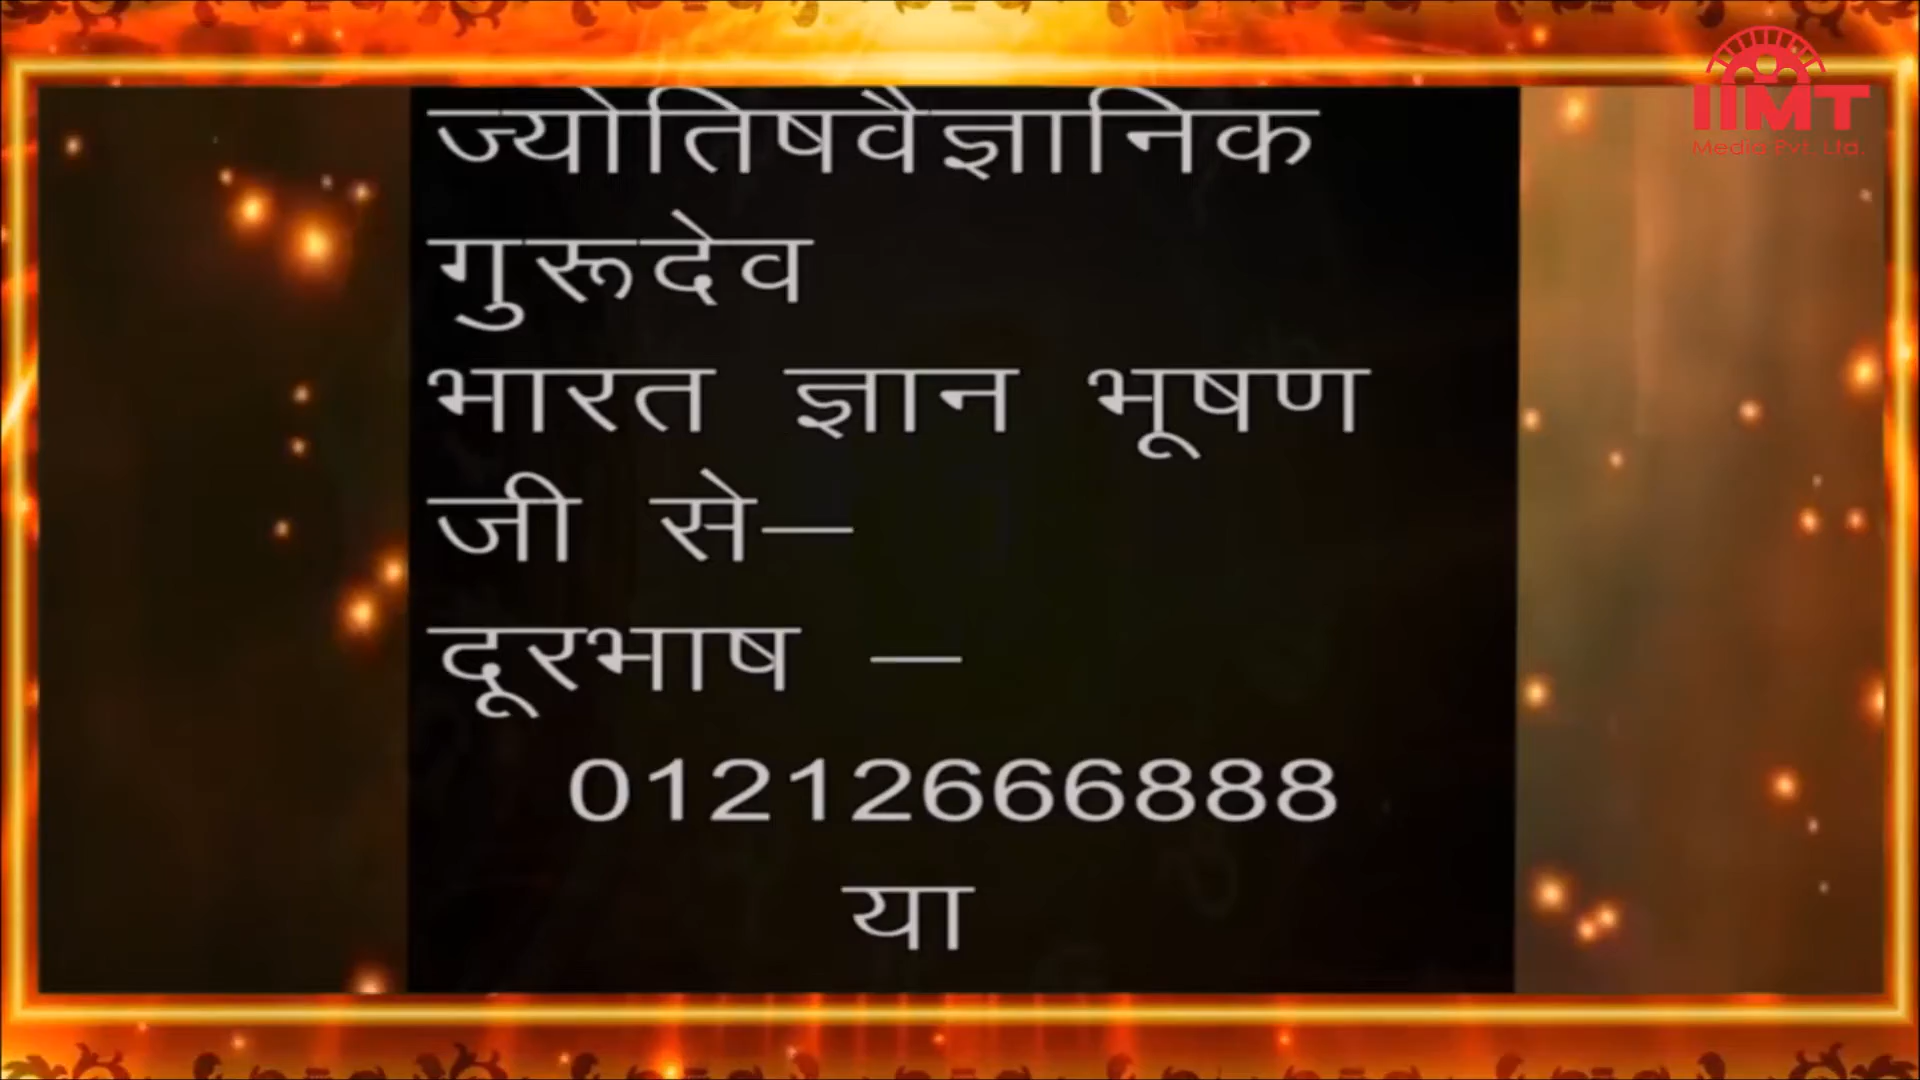 IIMT
Media Pvt. Ltd.
ज्योतिषवैज्ञानिक
गुरूदेव
भारत ज्ञान भूषण
जी से–
दूरभाष –
01212666888
या